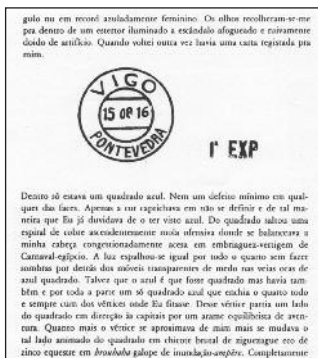 gulo nu em record azuladamente feminino. Os olhos recolheram-se-me
pra dentro de um estertor iluminado a escândalo afogueado e ruivamente
doido de artifício. Quando voltei outra vez havia uma carta registada pra
mim.
VIGO
15 OP 16
PONTEVEDRA
1ª EXP
Dentro só estava um quadrado azul. Nem um defeito mínimo em qual-
quer das faces. Apenas a cor caprichava em não se definir e de tal ma-
neira que Eu já duvidava de o ter visto azul. Do quadrado saltou uma
espiral de cobre ascendentemente mola ofensiva donde se balanceava a
minha cabeça congestionadamente acesa em embriaguez-vertigem de
Carnaval-egípcio. A luz espalhou-se igual por todo o quarto sem fazer
sombras por detrás dos móveis transparentes de medo nas veias ocas de
azul quadrado. Talvez que o azul é que fosse quadrado mas havia tam-
bém e por toda a parte um só quadrado azul que enchia o quarto todo
e sempre cum dos vértices onde Eu fitasse. Desse vértice partia um lado
do quadrado em direcção às capitais por um arame equilibrista de aven-
tura. Quanto mais o vértice se aproximava de mim mais se mudava o
tal lado animado do quadrado em chicote brutal de ziguezague eco de
zinco equestre em brouhaha galope de inundação-ampère. Completamente